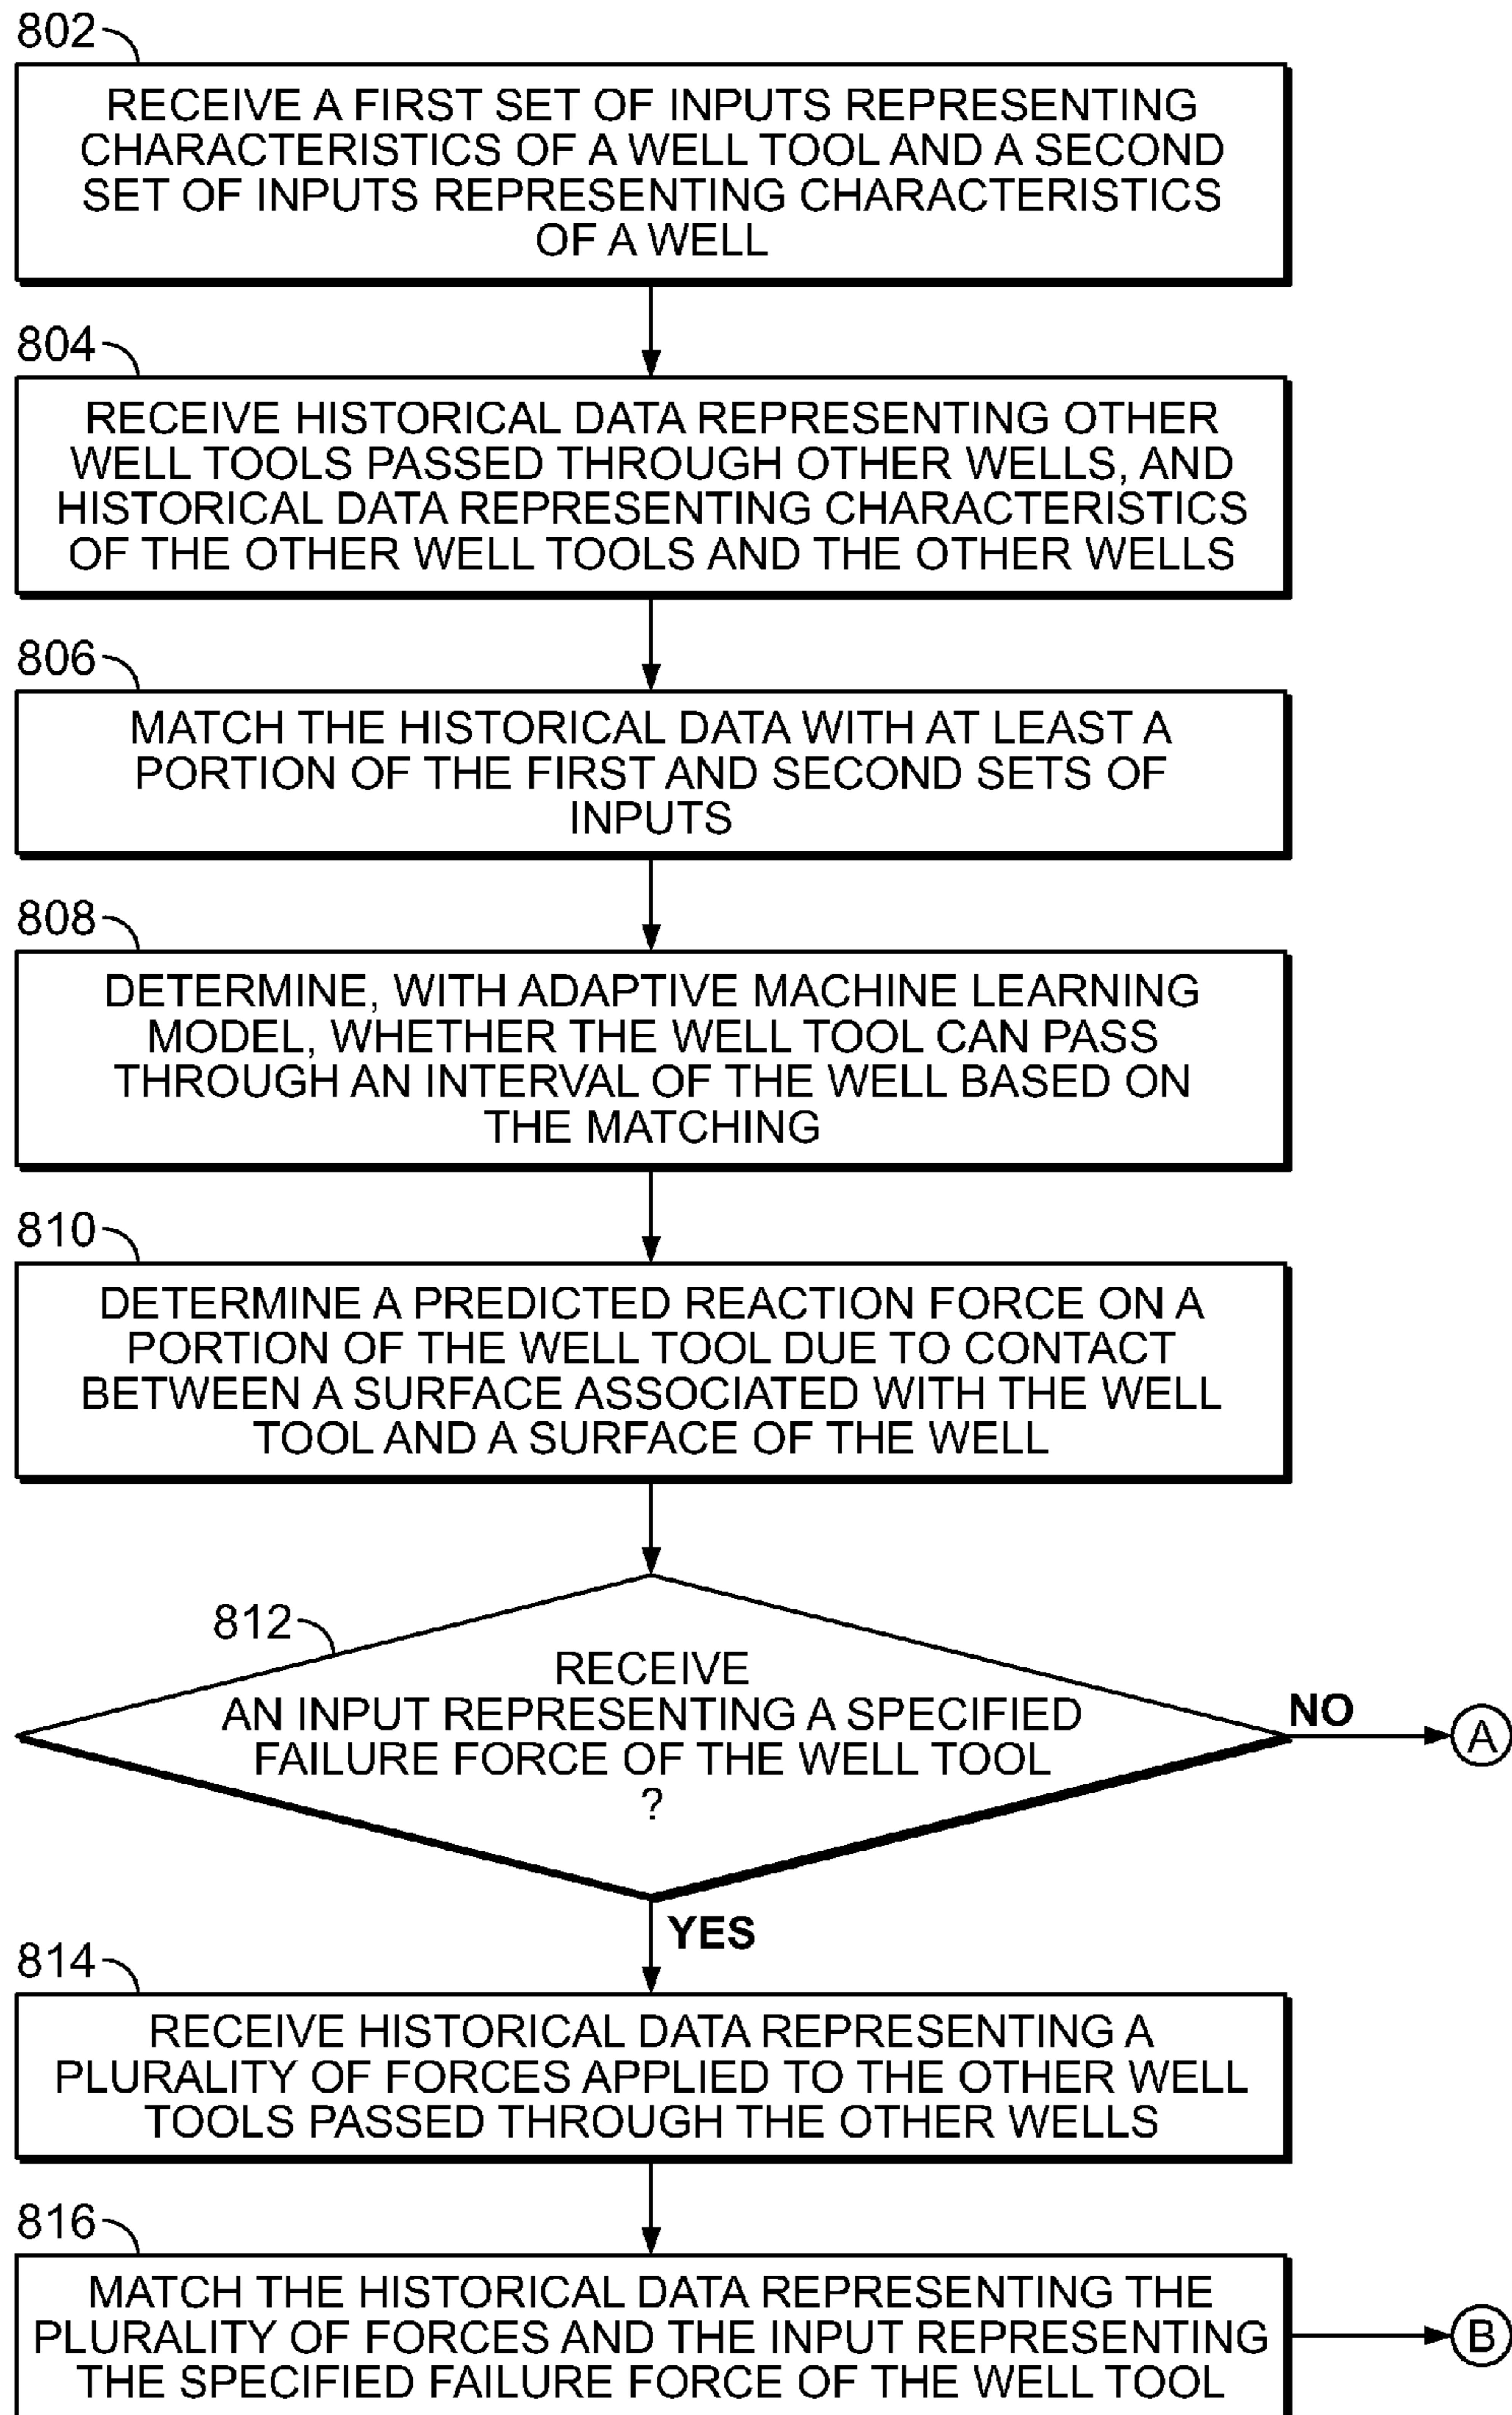 802
RECEIVE A FIRST SET OF INPUTS REPRESENTING
CHARACTERISTICS OF A WELL TOOL AND A SECOND
SET OF INPUTS REPRESENTING CHARACTERISTICS
OF A WELL
804
RECEIVE HISTORICAL DATA REPRESENTING OTHER
WELL TOOLS PASSED THROUGH OTHER WELLS, AND
HISTORICAL DATA REPRESENTING CHARACTERISTICS
OF THE OTHER WELL TOOLS AND THE OTHER WELLS
806
MATCH THE HISTORICAL DATA WITH AT LEAST A
PORTION OF THE FIRST AND SECOND SETS OF
INPUTS
808
DETERMINE, WITH ADAPTIVE MACHINE LEARNING
MODEL, WHETHER THE WELL TOOL CAN PASS
THROUGH AN INTERVAL OF THE WELL BASED ON
THE MATCHING
810
DETERMINE A PREDICTED REACTION FORCE ON A
PORTION OF THE WELL TOOL DUE TO CONTACT
BETWEEN A SURFACE ASSOCIATED WITH THE WELL
TOOL AND A SURFACE OF THE WELL
812
RECEIVE
AN INPUT REPRESENTING A SPECIFIED
FAILURE FORCE OF THE WELL TOOL
?
NO
A
YES
814
RECEIVE HISTORICAL DATA REPRESENTING A
PLURALITY OF FORCES APPLIED TO THE OTHER WELL
TOOLS PASSED THROUGH THE OTHER WELLS
816
MATCH THE HISTORICAL DATA REPRESENTING THE
PLURALITY OF FORCES AND THE INPUT REPRESENTING
THE SPECIFIED FAILURE FORCE OF THE WELL TOOL
B